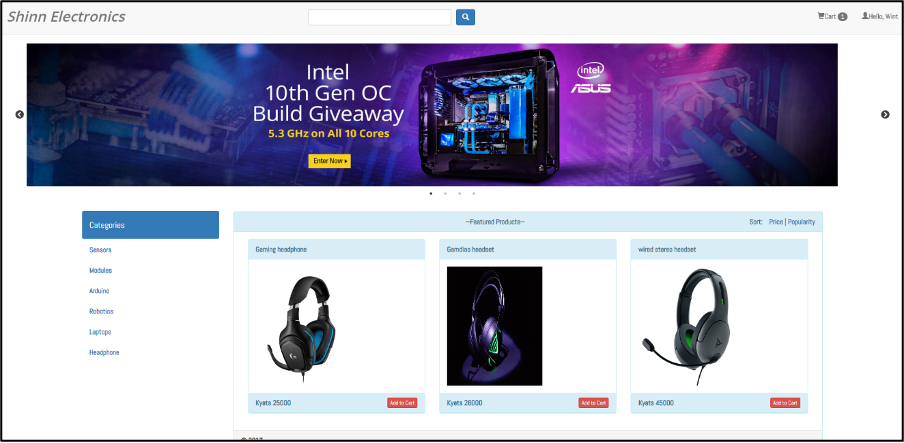 Shinn Electronics
Cart 1
Hello, Wint
Intel
10th Gen OC
Build Giveaway
5.3 GHz on All 10 Cores
Enter Now
intel
ASUS
Categories
Sensors
Modules
Arduino
Robotics
Laptops
Headphone
--Featured Products--
Sort: Price | Popularity
Gaming headphone
Gamdias headset
wired stereo headset
Kyats 25000
Add to Cart
Kyats 26000
Add to Cart
Kyats 45000
Add to Cart